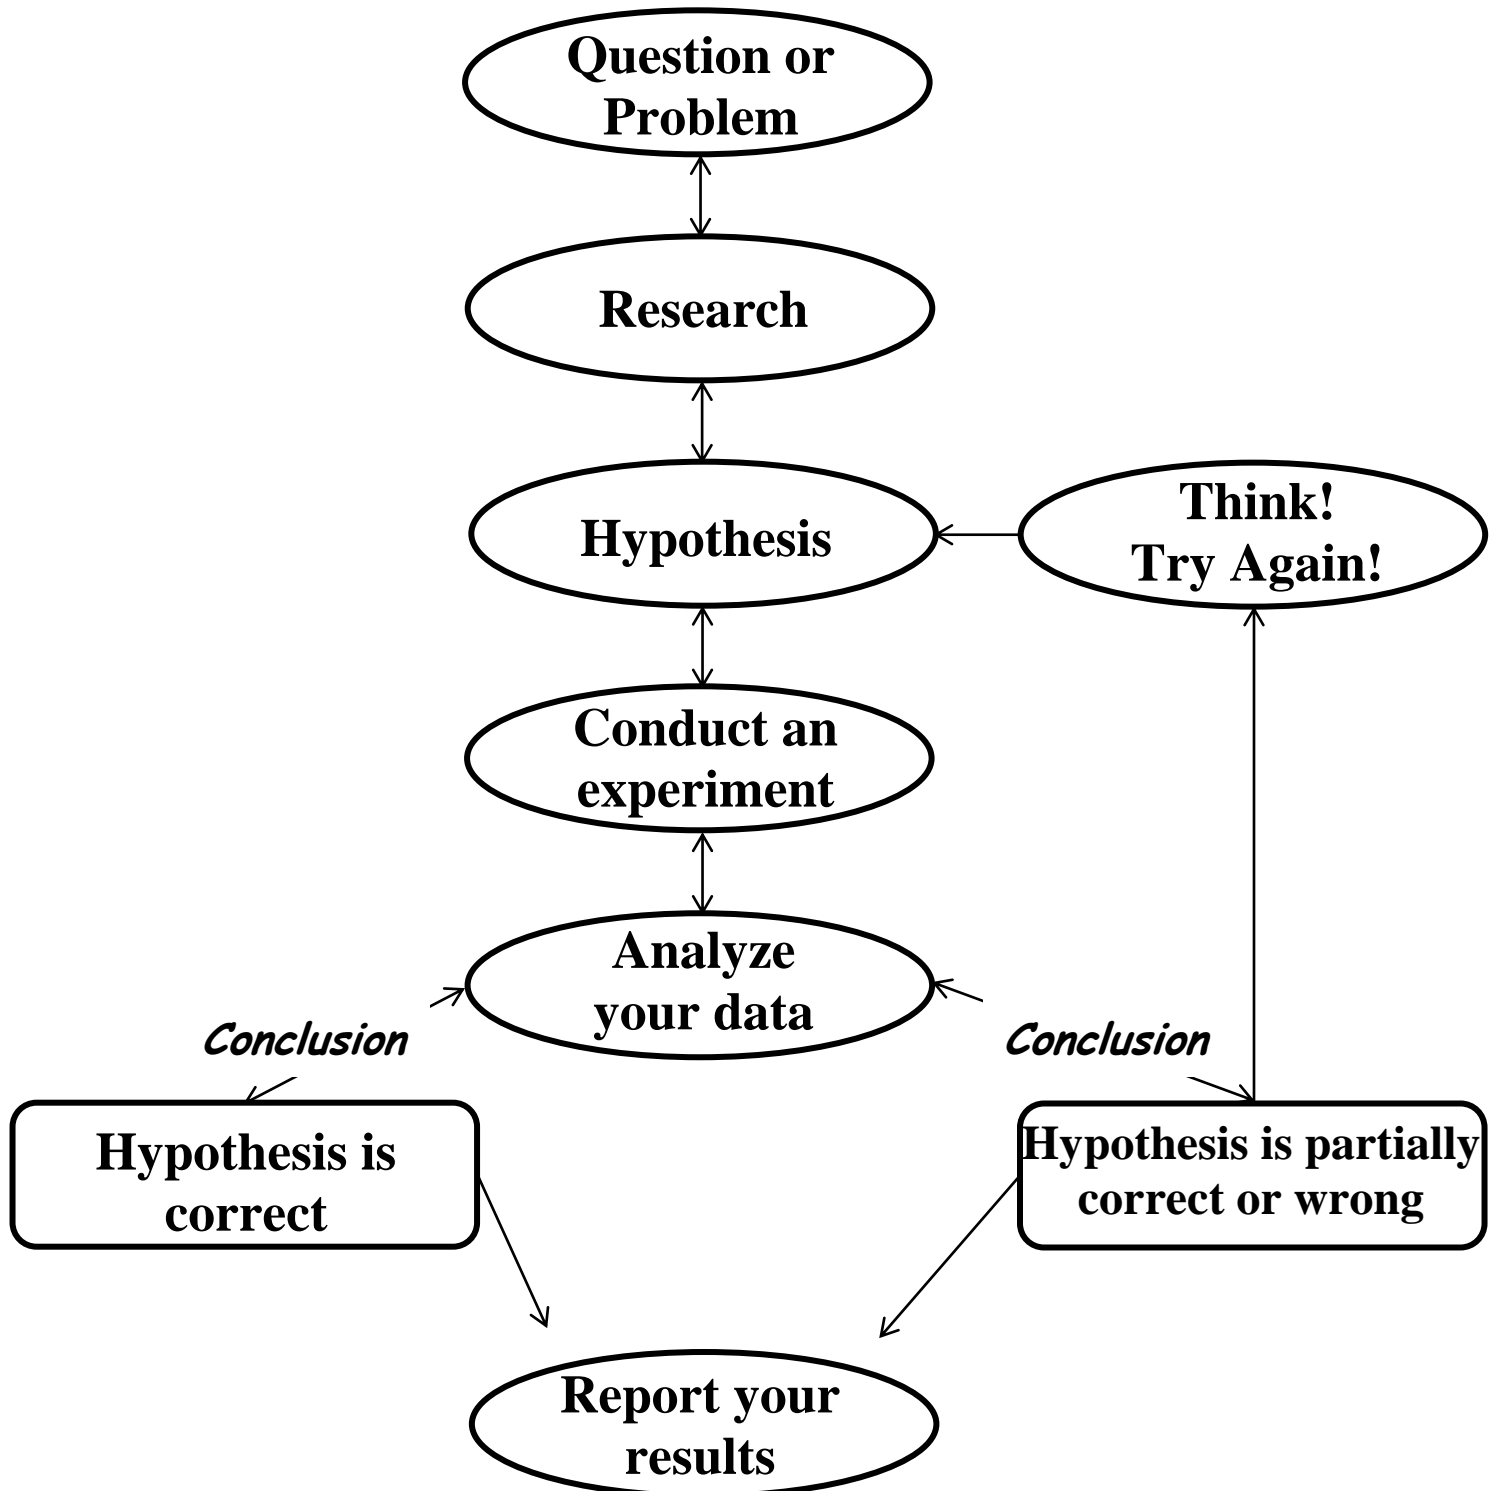 Question or
Problem
Research
Hypothesis
Think!
Try Again!
Conduct an
experiment
Analyze
your data
Conclusion
Conclusion
Hypothesis is
correct
Hypothesis is partially
correct or wrong
Report your
results